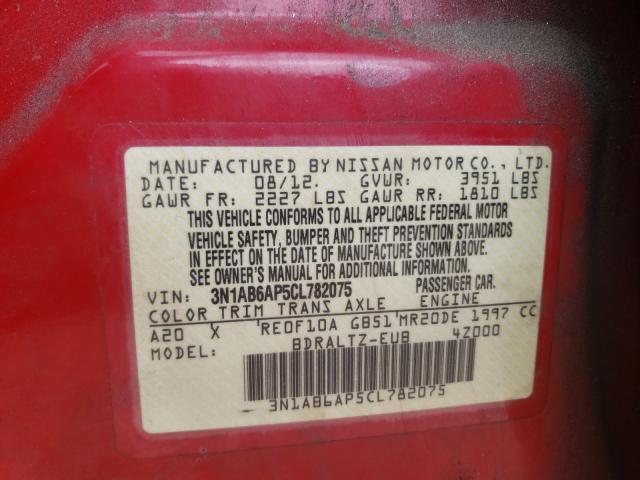 MANUFACTURED BY NISSAN MOTOR CO., LTD.
DATE: 08/12. GVWR: 3951 LBS
GAWR FR: 2227 LBS GAWR RR: 1810 LBS
THIS VEHICLE CONFORMS TO ALL APPLICABLE FEDERAL MOTOR
VEHICLE SAFETY, BUMPER AND THEFT PREVENTION STANDARDS
IN EFFECT ON THE DATE OF MANUFACTURE SHOWN ABOVE.
SEE OWNER'S MANUAL FOR ADDITIONAL INFORMATION.
VIN: 3N1AB6AP5CL782075 PASSENGER CAR.
COLOR TRIM TRANS AXLE ENGINE
A20 X RE0F10A GB51 MR20DE 1997 CC
MODEL: BDRALTZ-EUB 4Z000
3N1AB6AP5CL782075